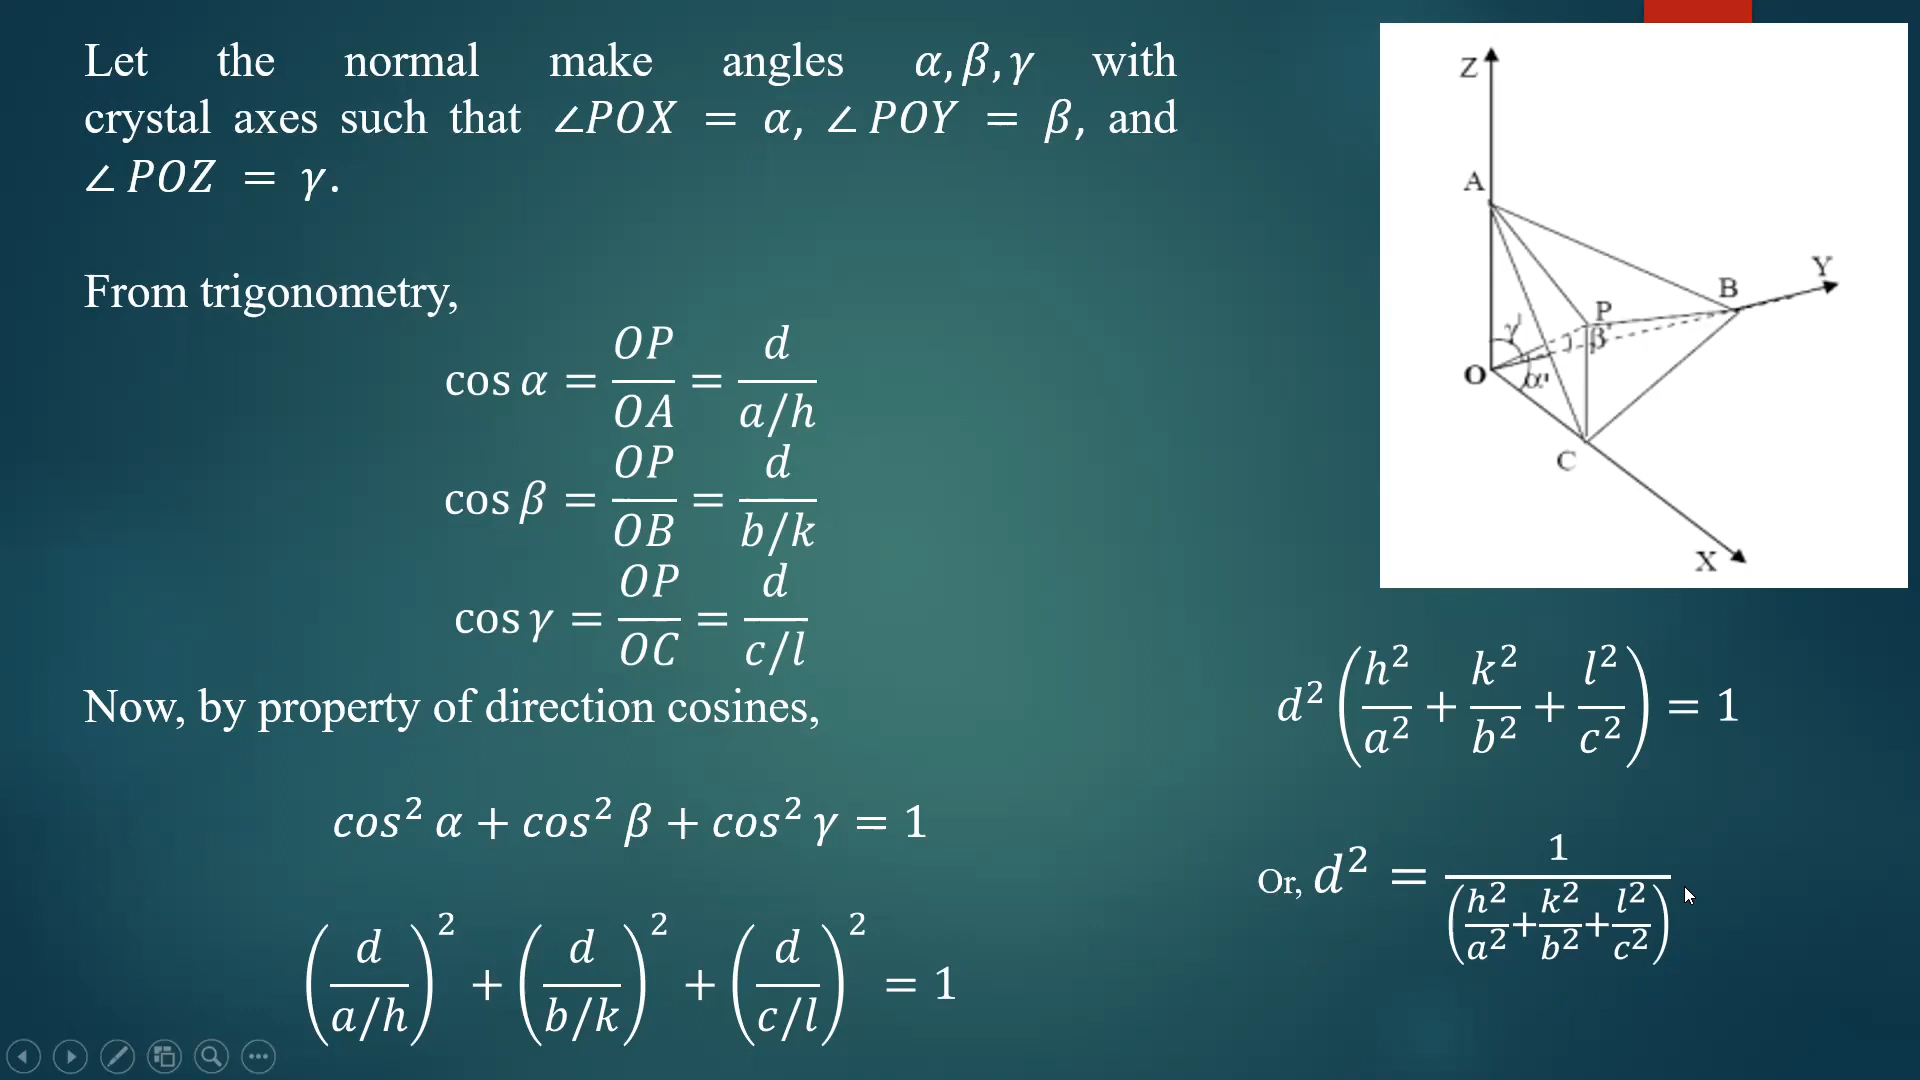 Let the normal make angles 𝛼, 𝛽, 𝛾 with
crystal axes such that ∠𝑃𝑂𝑋 = 𝛼, ∠ 𝑃𝑂𝑌 = 𝛽, and
∠ 𝑃𝑂𝑍 = 𝛾.
From trigonometry,
cos 𝛼 = 𝑂𝑃/𝑂𝐴 = 𝑑/(𝑎/ℎ)
cos 𝛽 = 𝑂𝑃/𝑂𝐵 = 𝑑/(𝑏/𝑘)
cos 𝛾 = 𝑂𝑃/𝑂𝐶 = 𝑑/(𝑐/𝑙)
Now, by property of direction cosines,
𝑐𝑜𝑠² 𝛼 + 𝑐𝑜𝑠² 𝛽 + 𝑐𝑜𝑠² 𝛾 = 1
(𝑑/(𝑎/ℎ))² + (𝑑/(𝑏/𝑘))² + (𝑑/(𝑐/𝑙))² = 1
Z
A
Y
B
P
γ'
β'
O
α'
C
X
𝑑² (ℎ²/𝑎² + 𝑘²/𝑏² + 𝑙²/𝑐²) = 1
Or, 𝑑² = 1/(ℎ²/𝑎² + 𝑘²/𝑏² + 𝑙²/𝑐²)